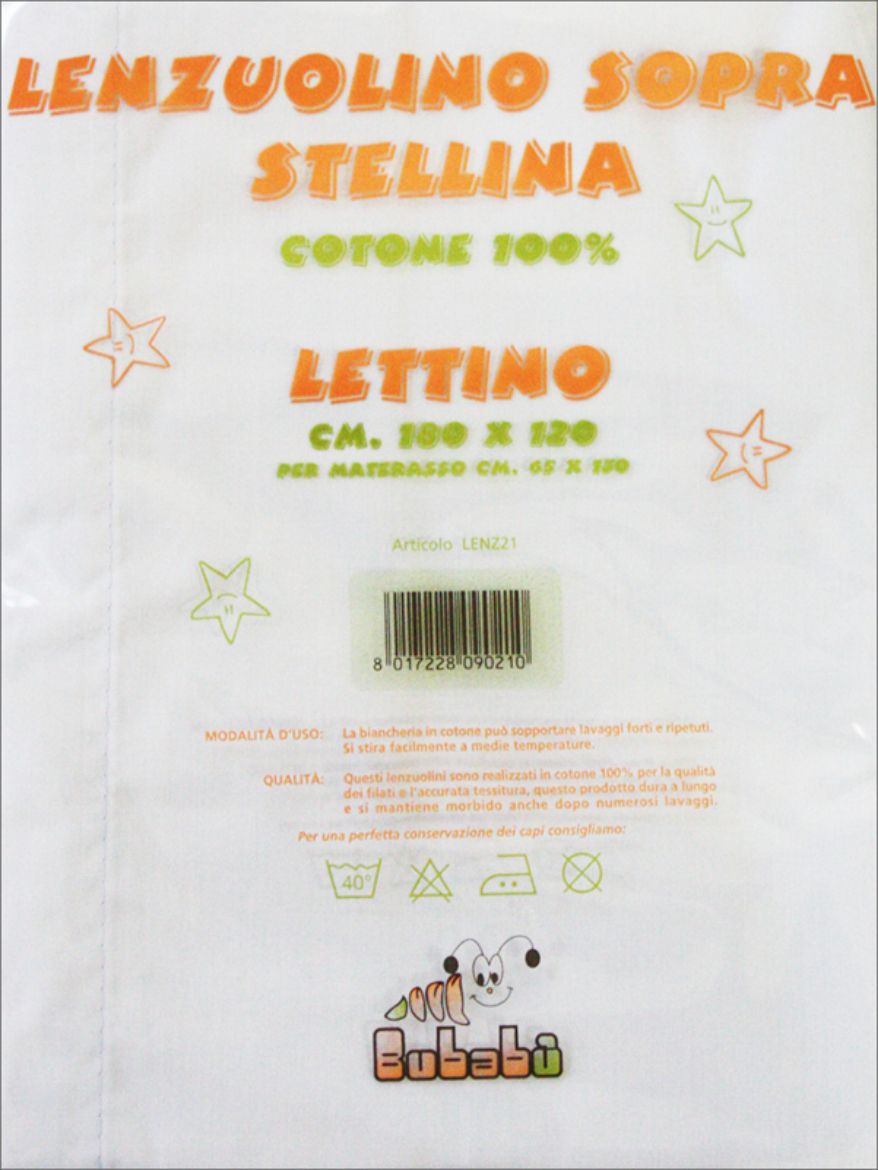 LENZUOLINO SOPRA
STELLINA
COTONE 100%
LETTINO
CM. 180 X 120
PER MATERASSO CM. 65 X 130
Articolo LENZ21
8 017228 090210
MODALITÀ D'USO: La biancheria in cotone può sopportare lavaggi forti e ripetuti.
Si stira facilmente a medie temperature.
QUALITÀ: Questi lenzuolini sono realizzati in cotone 100% per la qualità
dei filati e l'accurata tessitura, questo prodotto dura a lungo
e si mantiene morbido anche dopo numerosi lavaggi.
Per una perfetta conservazione dei capi consigliamo:
40°
Bubabù